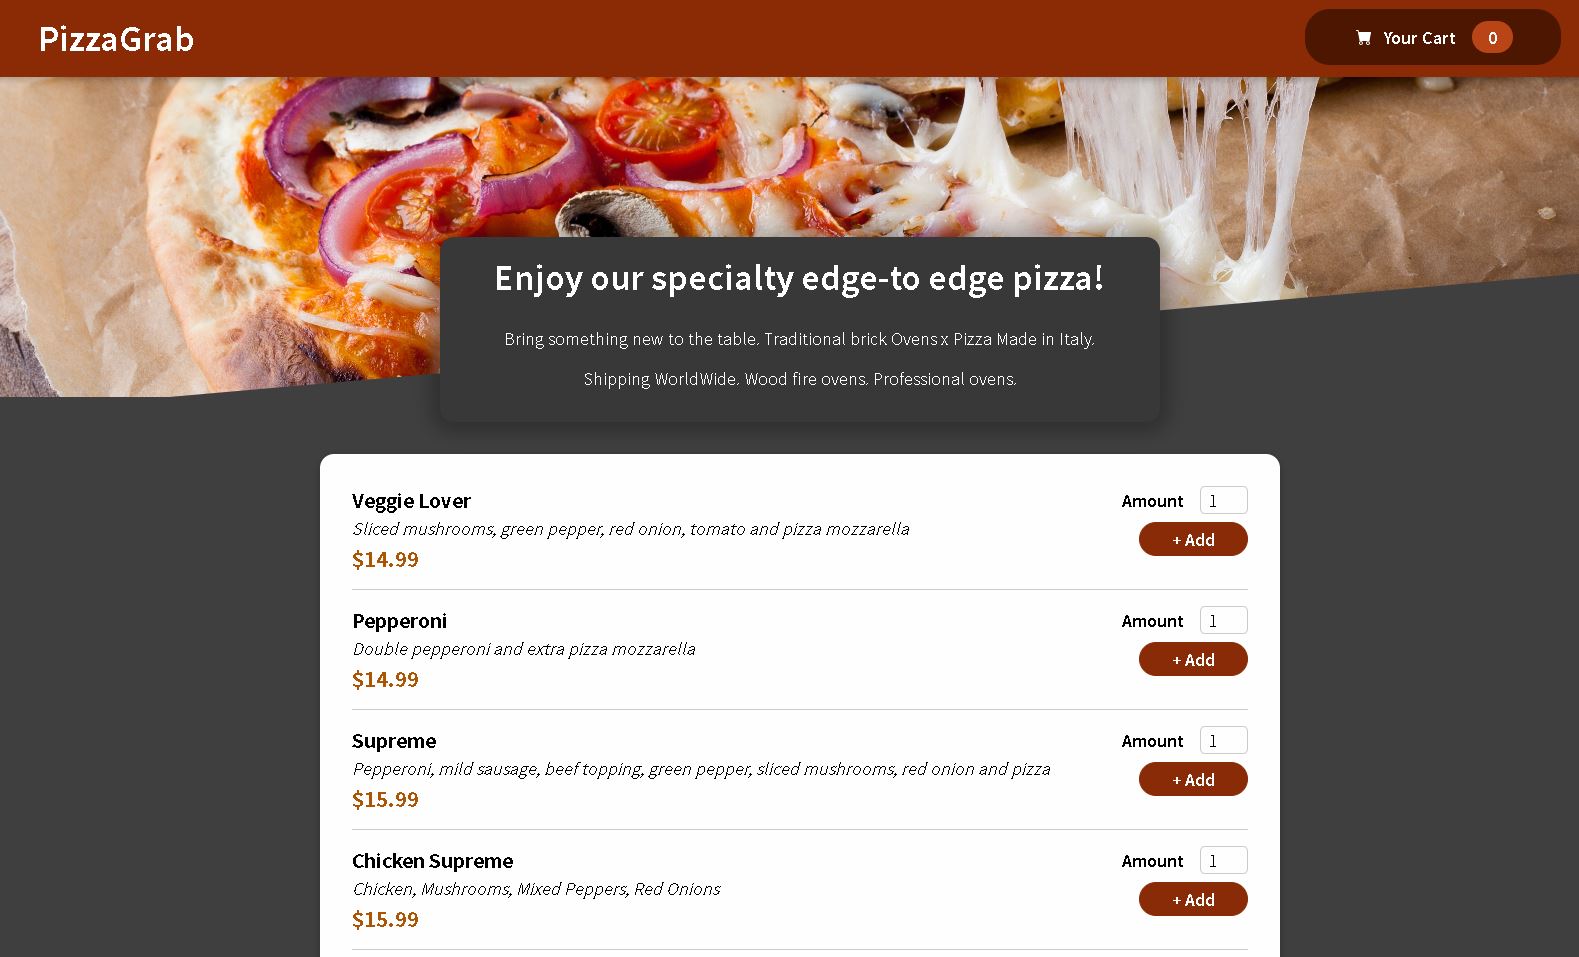 PizzaGrab
Your Cart 0
Enjoy our specialty edge-to edge pizza!
Bring something new to the table. Traditional brick Ovens x Pizza Made in Italy.
Shipping WorldWide. Wood fire ovens. Professional ovens.
Veggie Lover
Sliced mushrooms, green pepper, red onion, tomato and pizza mozzarella
$14.99
Amount 1
+ Add
Pepperoni
Double pepperoni and extra pizza mozzarella
$14.99
Amount 1
+ Add
Supreme
Pepperoni, mild sausage, beef topping, green pepper, sliced mushrooms, red onion and pizza
$15.99
Amount 1
+ Add
Chicken Supreme
Chicken, Mushrooms, Mixed Peppers, Red Onions
$15.99
Amount 1
+ Add